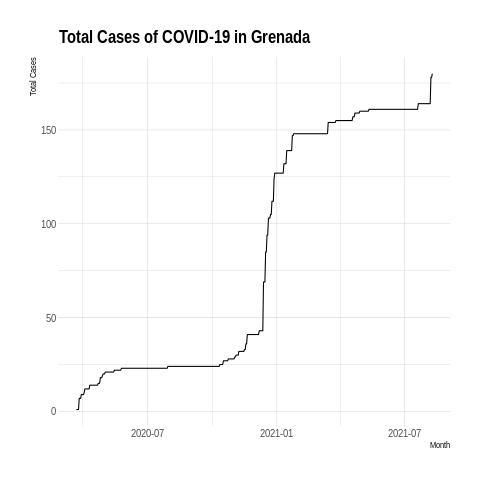 Total Cases of COVID-19 in Grenada
Total Cases
150
100
50
0
2020-07
2021-01
2021-07
Month